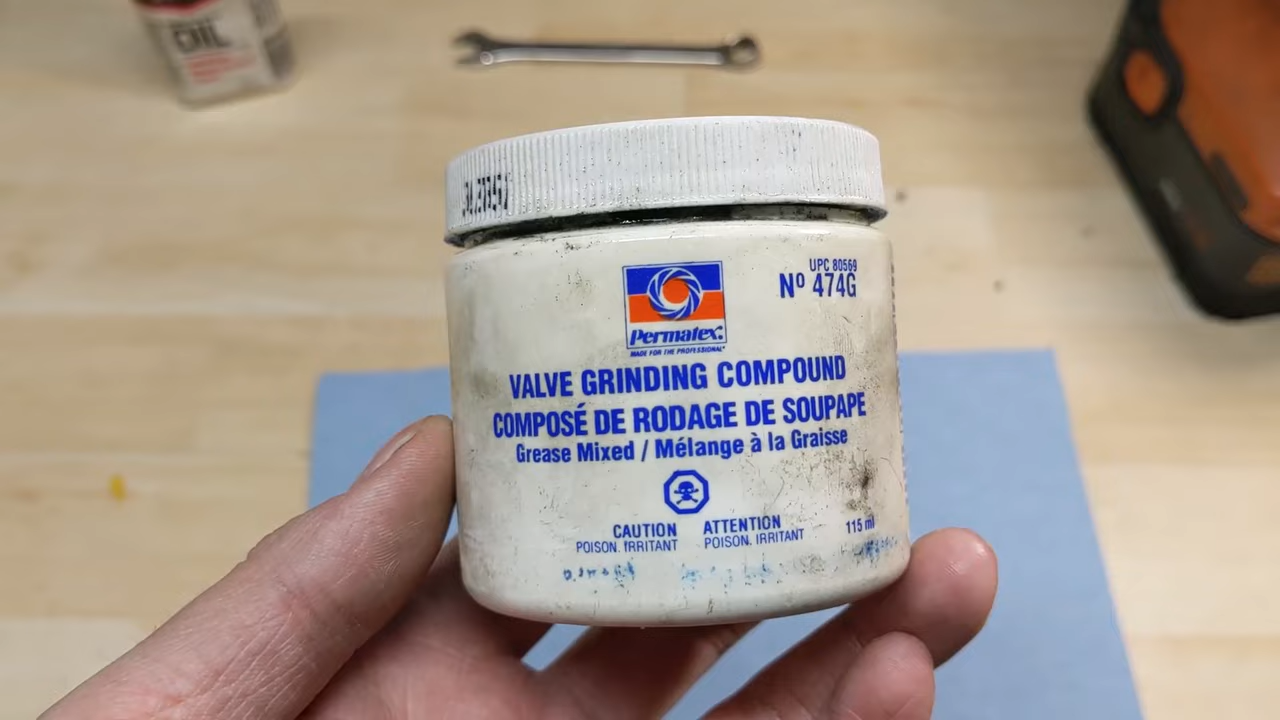 OIL
Permatex.
MADE FOR THE PROFESSIONAL*
UPC 80569
Nº 474G
VALVE GRINDING COMPOUND
COMPOSÉ DE RODAGE DE SOUPAPE
Grease Mixed / Mélange à la Graisse
CAUTION
POISON. IRRITANT
ATTENTION
POISON. IRRITANT
115 ml